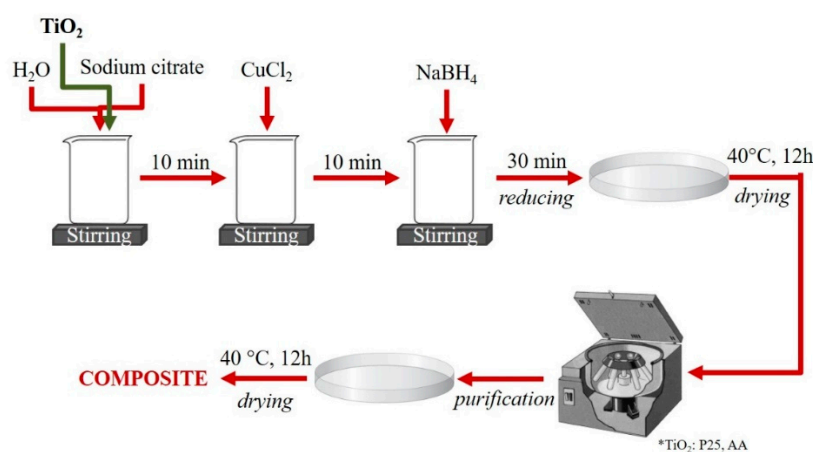 TiO₂
H₂O
Sodium citrate
CuCl₂
NaBH₄
10 min
10 min
30 min
reducing
40°C, 12h
drying
Stirring
Stirring
Stirring
COMPOSITE
40 °C, 12h
drying
purification
*TiO₂: P25, AA